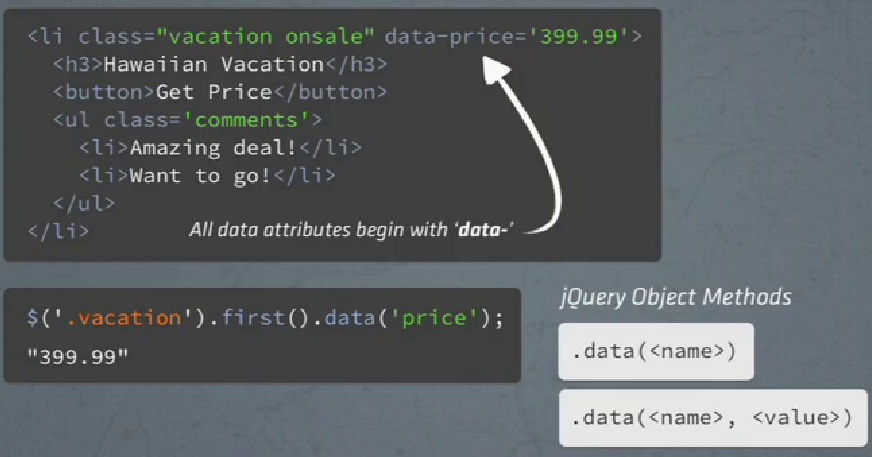 <li class="vacation onsale" data-price='399.99'>
<h3>Hawaiian Vacation</h3>
<button>Get Price</button>
<ul class='comments'>
<li>Amazing deal!</li>
<li>Want to go!</li>
</ul>
</li>
All data attributes begin with ‘data-’
$('.vacation').first().data('price');
"399.99"
jQuery Object Methods
.data(<name>)
.data(<name>, <value>)